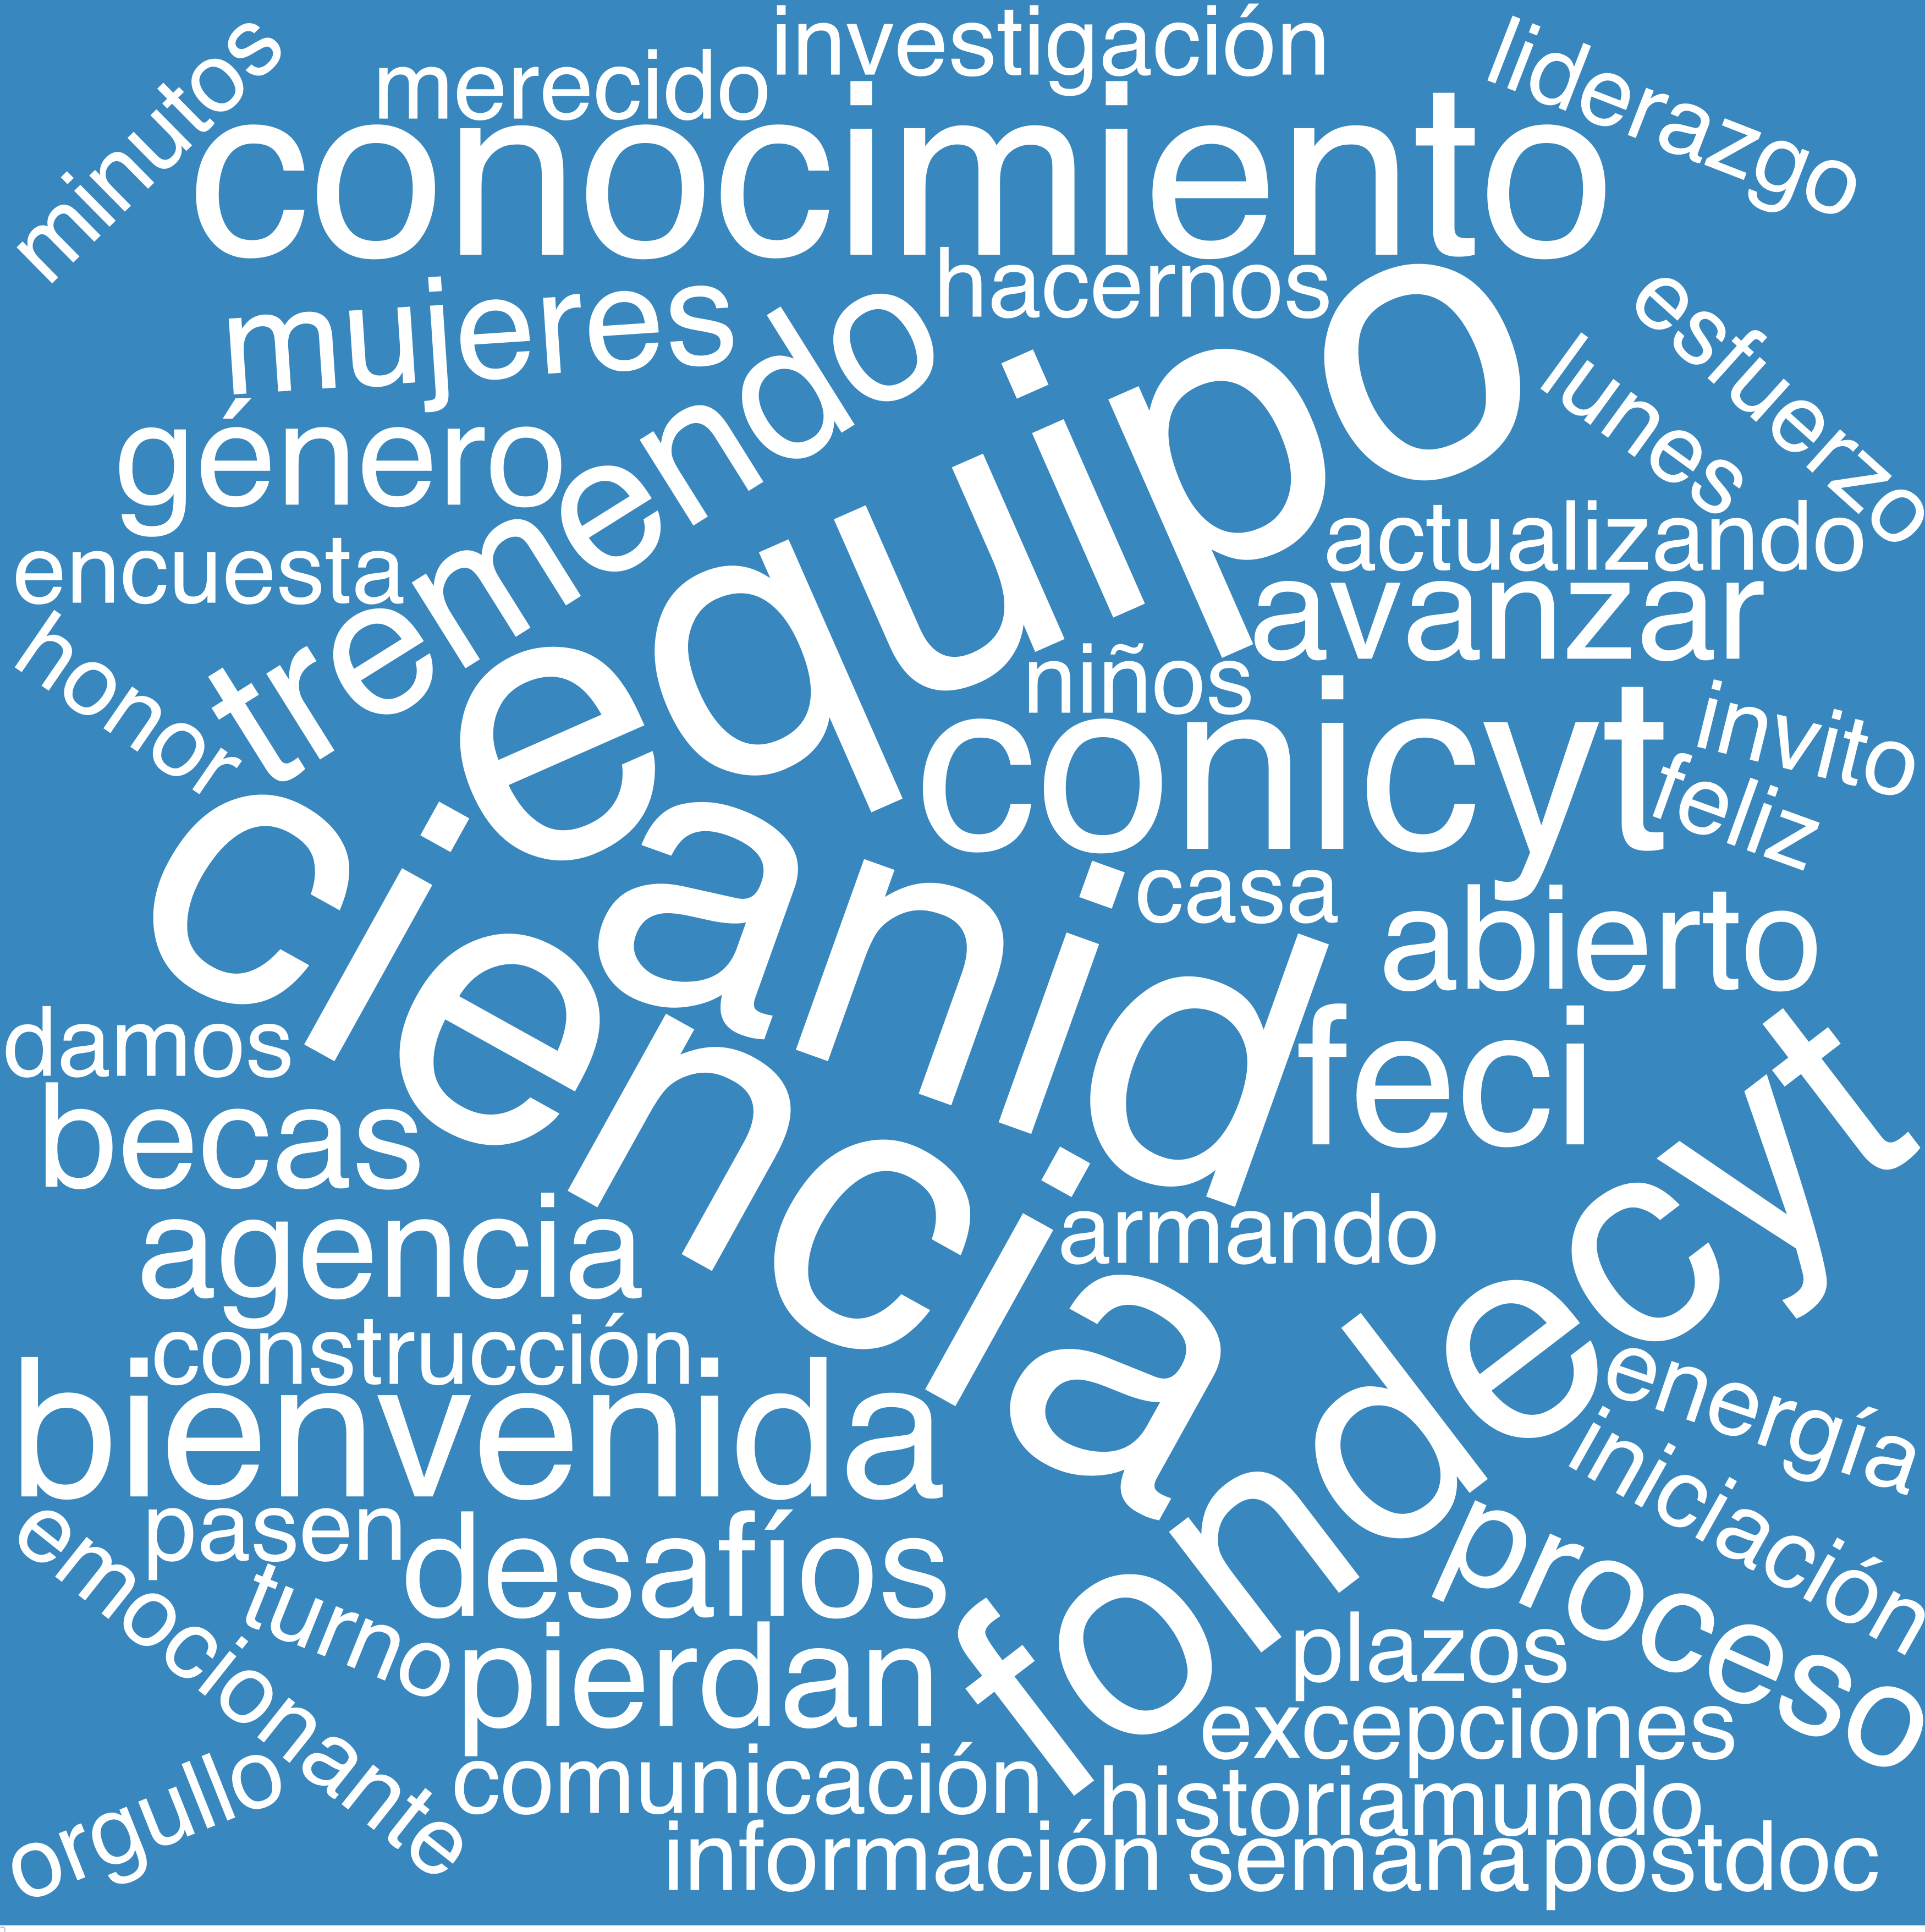 investigación
merecido
minutos
liderazgo
conocimiento
hacernos
mujeres
esfuerzo
lunes
género
tremendo
equipo
actualizando
encuesta
avanzar
honor
niños
conicyt
invito
feliz
ciencia
anid
casa
abierto
damos
feci
becas
fondecyt
agencia
armando
construcción
bienvenida
energía
iniciación
pasen
desafíos
emocionante
turno
proceso
pierdan
plazos
excepciones
comunicación
historia
mundo
orgullo
información
semana
postdoc